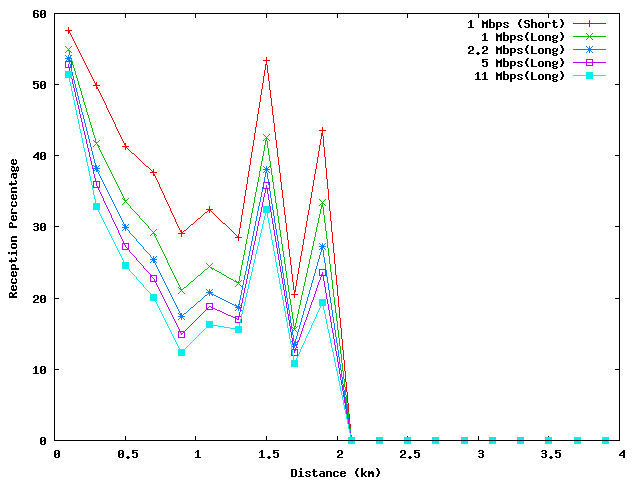 60
50
40
30
20
10
0
Reception Percentage
1 Mbps (Short)
1 Mbps(Long)
2.2 Mbps(Long)
5 Mbps(Long)
11 Mbps(Long)
0 0.5 1 1.5 2 2.5 3 3.5 4
Distance (km)